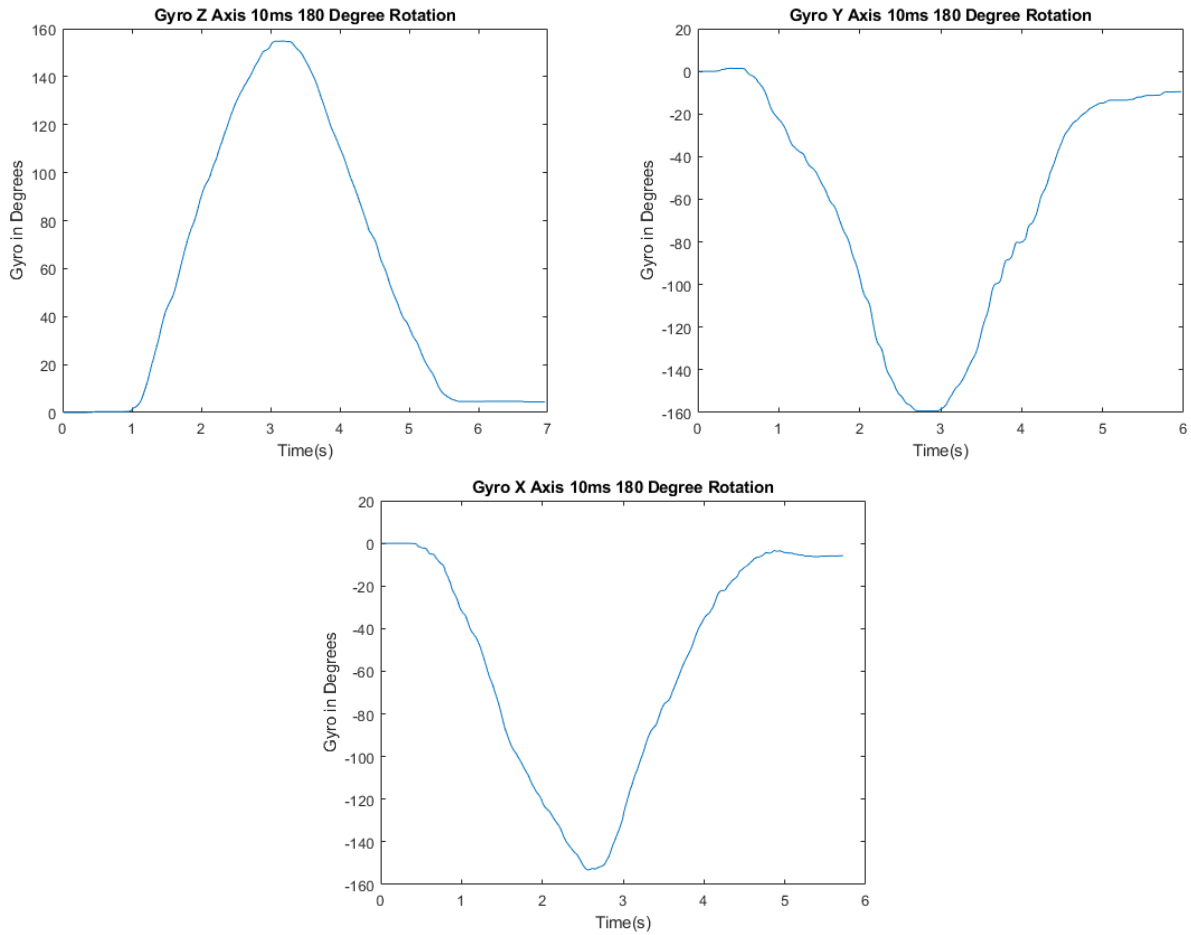 Gyro Z Axis 10ms 180 Degree Rotation
160
140
120
100
80
60
40
20
0
Gyro in Degrees
0 1 2 3 4 5 6 7
Time(s)
Gyro Y Axis 10ms 180 Degree Rotation
20
0
-20
-40
-60
-80
-100
-120
-140
-160
Gyro in Degrees
0 1 2 3 4 5 6
Time(s)
Gyro X Axis 10ms 180 Degree Rotation
20
0
-20
-40
-60
-80
-100
-120
-140
-160
Gyro in Degrees
0 1 2 3 4 5 6
Time(s)